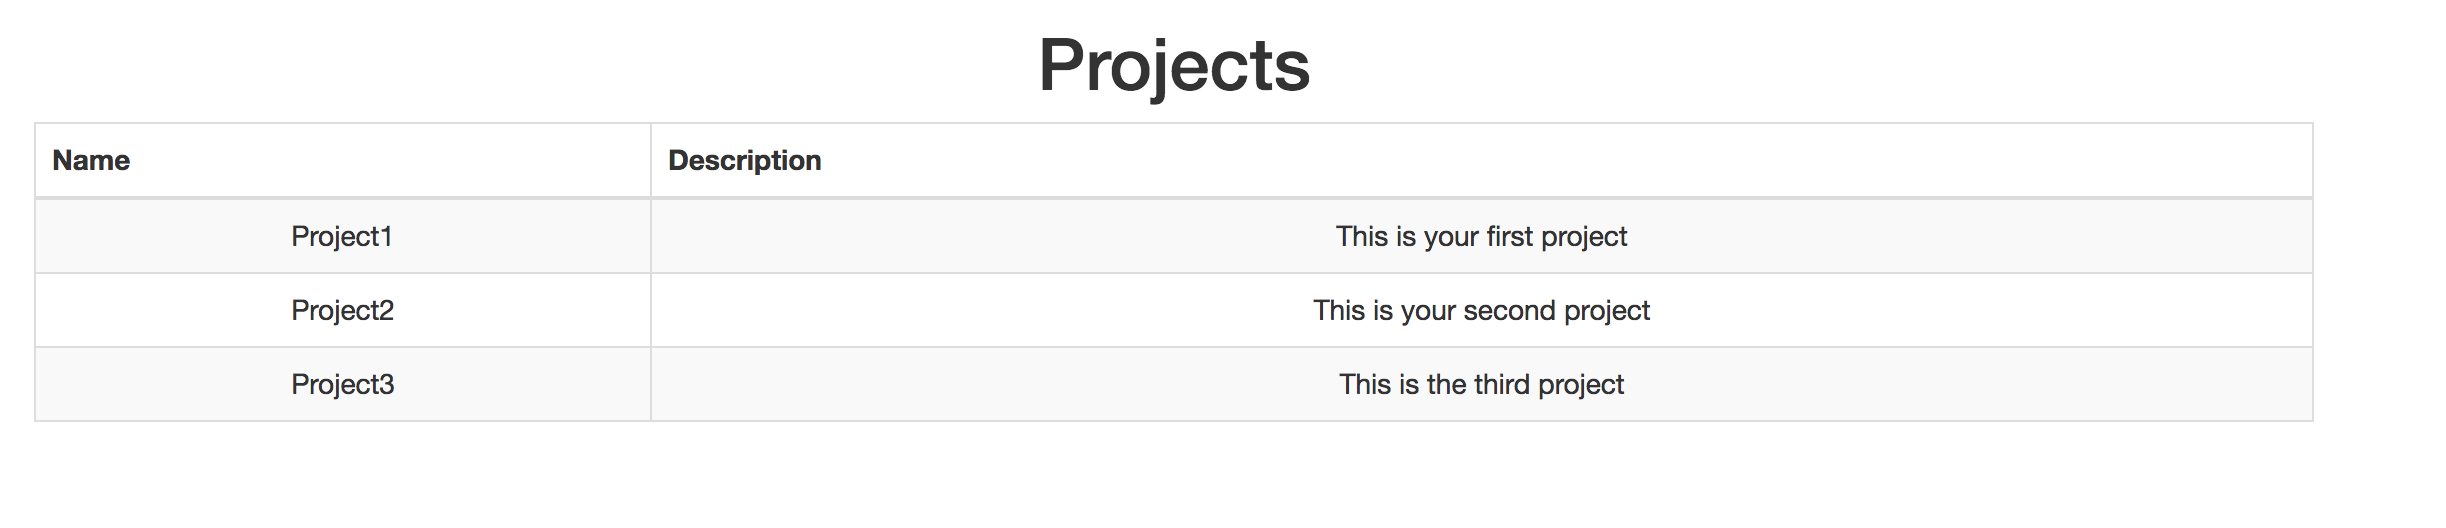 Projects
Name Description
Project1 This is your first project
Project2 This is your second project
Project3 This is the third project